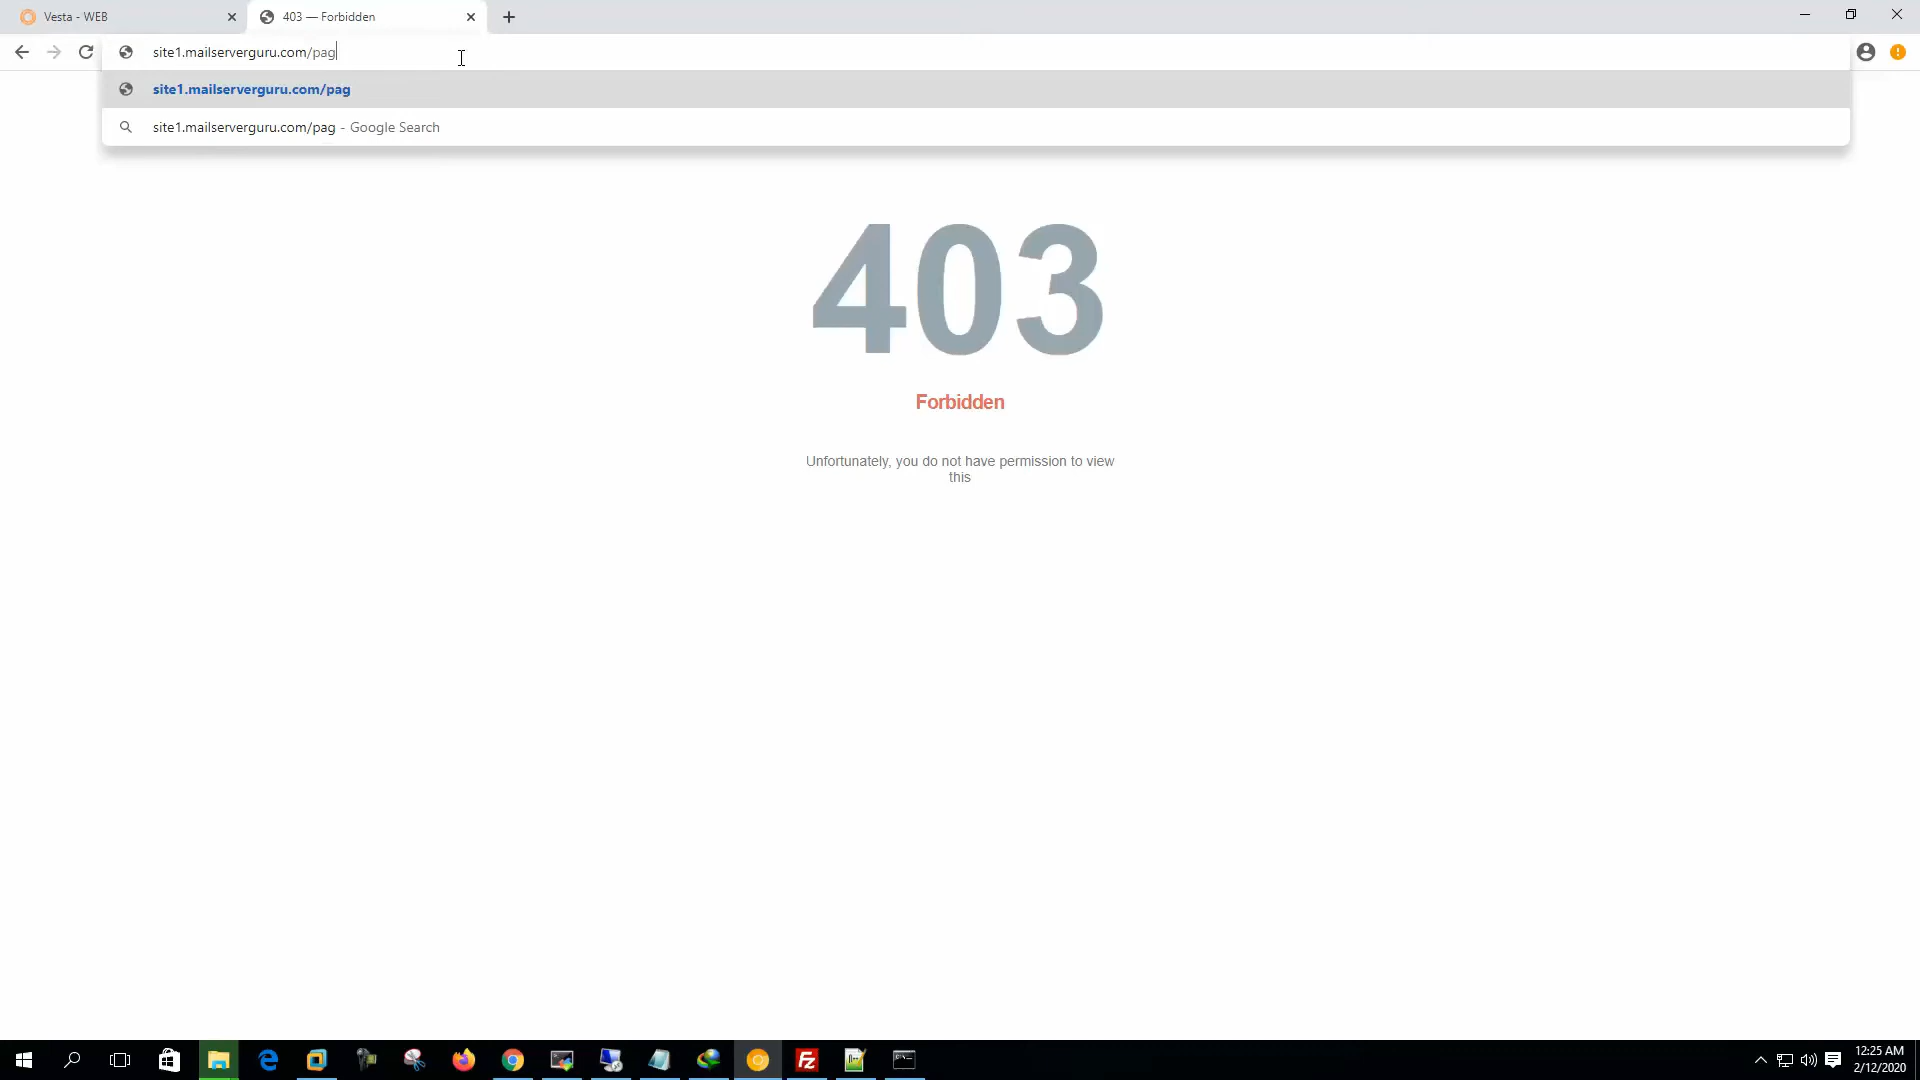 Vesta - WEB
403 — Forbidden
site1.mailserverguru.com/pag
site1.mailserverguru.com/pag
site1.mailserverguru.com/pag - Google Search
403
Forbidden
Unfortunately, you do not have permission to view
this
12:25 AM
2/12/2020